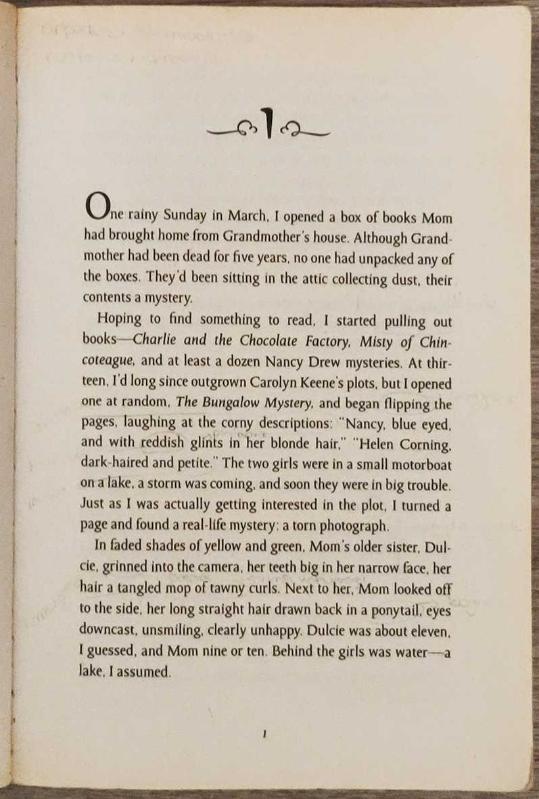 1
One rainy Sunday in March, I opened a box of books Mom
had brought home from Grandmother's house. Although Grand-
mother had been dead for five years, no one had unpacked any of
the boxes. They'd been sitting in the attic collecting dust, their
contents a mystery.
Hoping to find something to read, I started pulling out
books—Charlie and the Chocolate Factory, Misty of Chin-
coteague, and at least a dozen Nancy Drew mysteries. At thir-
teen, I'd long since outgrown Carolyn Keene's plots, but I opened
one at random, The Bungalow Mystery, and began flipping the
pages, laughing at the corny descriptions: "Nancy, blue eyed,
and with reddish glints in her blonde hair," "Helen Corning,
dark-haired and petite." The two girls were in a small motorboat
on a lake, a storm was coming, and soon they were in big trouble.
Just as I was actually getting interested in the plot, I turned a
page and found a real-life mystery: a torn photograph.
In faded shades of yellow and green, Mom's older sister, Dul-
cie, grinned into the camera, her teeth big in her narrow face, her
hair a tangled mop of tawny curls. Next to her, Mom looked off
to the side, her long straight hair drawn back in a ponytail, eyes
downcast, unsmiling, clearly unhappy. Dulcie was about eleven,
I guessed, and Mom nine or ten. Behind the girls was water—a
lake, I assumed.
1